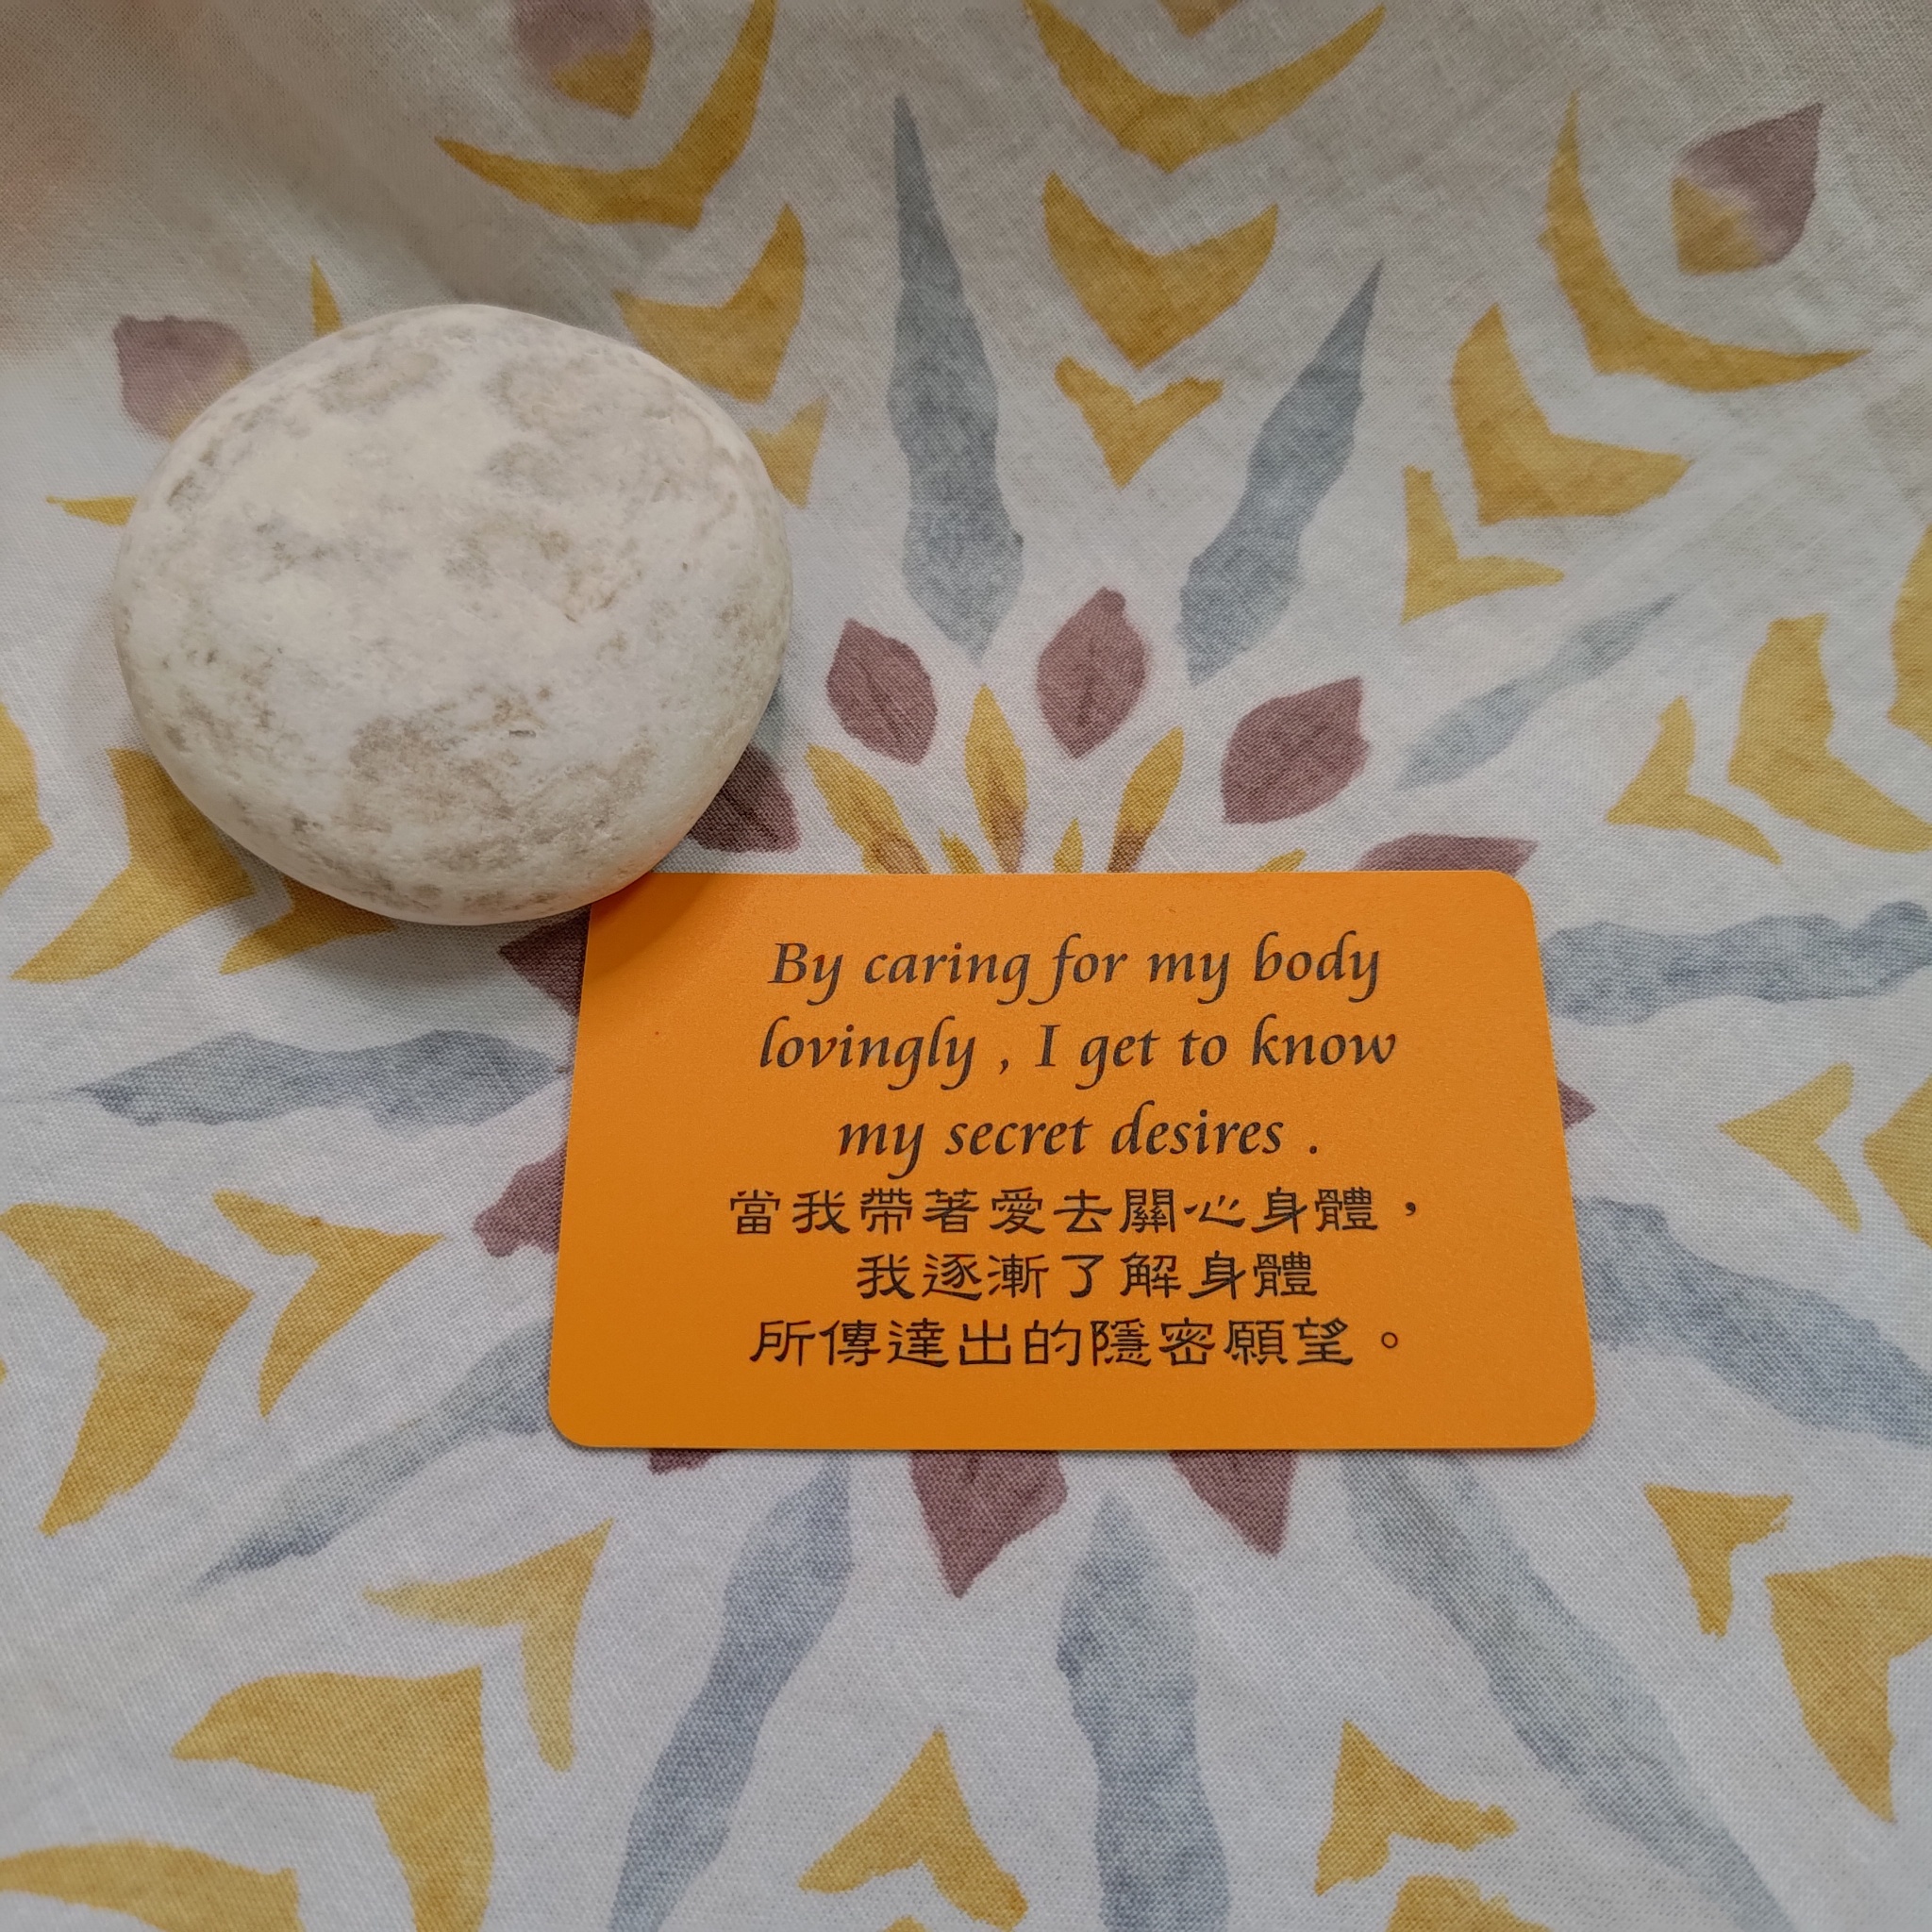 By caring for my body
lovingly , I get to know
my secret desires .
當我帶著愛去關心身體，
我逐漸了解身體
所傳達出的隱密願望。